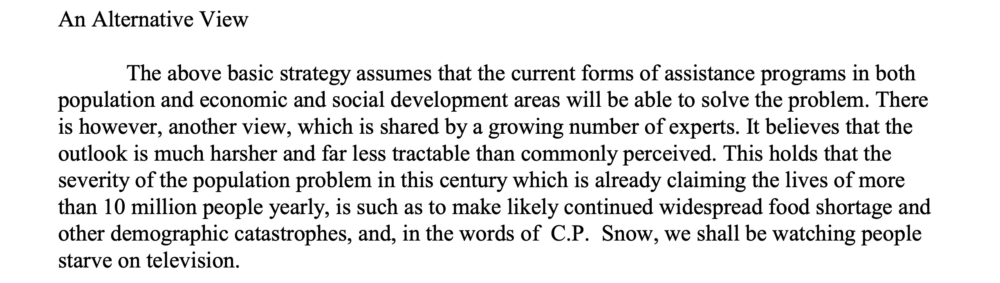 An Alternative View
The above basic strategy assumes that the current forms of assistance programs in both
population and economic and social development areas will be able to solve the problem. There
is however, another view, which is shared by a growing number of experts. It believes that the
outlook is much harsher and far less tractable than commonly perceived. This holds that the
severity of the population problem in this century which is already claiming the lives of more
than 10 million people yearly, is such as to make likely continued widespread food shortage and
other demographic catastrophes, and, in the words of  C.P.  Snow, we shall be watching people
starve on television.